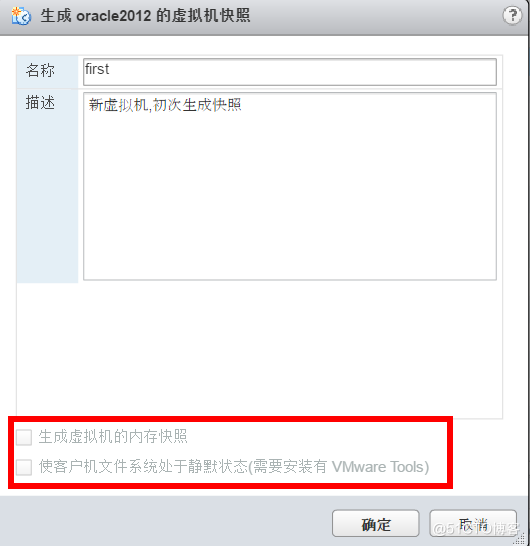 生成 oracle2012 的虚拟机快照
?
名称
first
描述
新虚拟机,初次生成快照
生成虚拟机的内存快照
使客户机文件系统处于静默状态(需要安装有 VMware Tools)
确定
取消
@51CTO博客